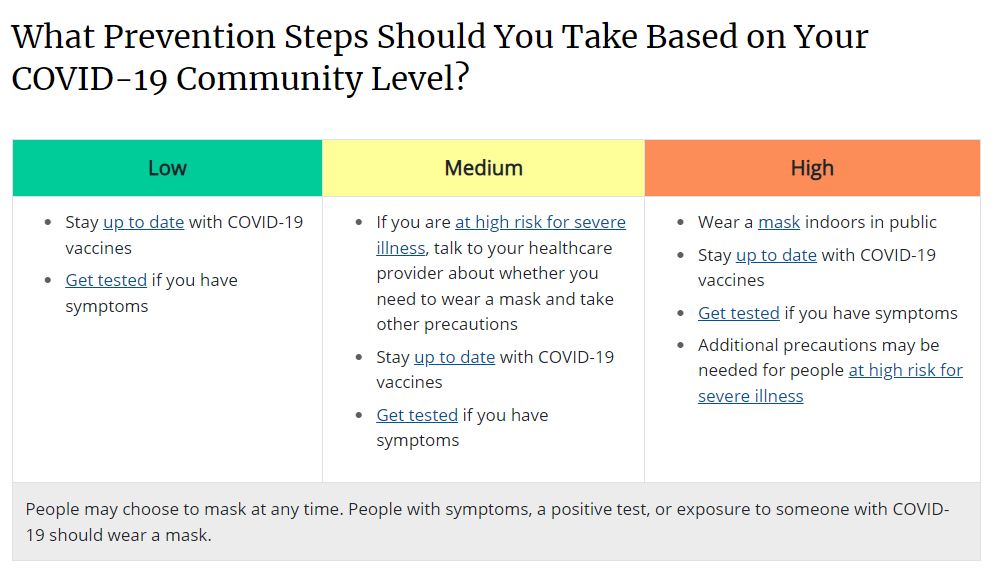 What Prevention Steps Should You Take Based on Your
COVID-19 Community Level?
Low
Medium
High
• Stay up to date with COVID-19
vaccines
• Get tested if you have
symptoms
• If you are at high risk for severe
illness, talk to your healthcare
provider about whether you
need to wear a mask and take
other precautions
• Stay up to date with COVID-19
vaccines
• Get tested if you have
symptoms
• Wear a mask indoors in public
• Stay up to date with COVID-19
vaccines
• Get tested if you have symptoms
• Additional precautions may be
needed for people at high risk for
severe illness
People may choose to mask at any time. People with symptoms, a positive test, or exposure to someone with COVID-
19 should wear a mask.